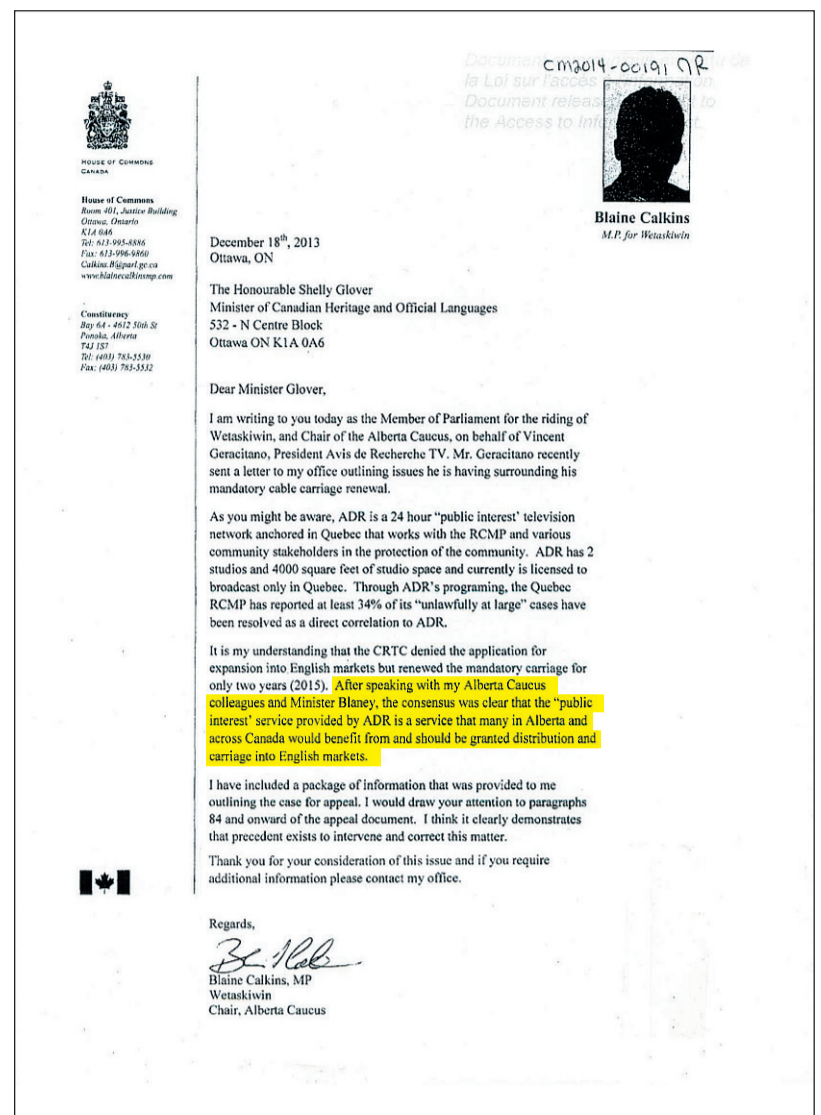 Document
de
la Loi sur l'accès
Document
to
the Access to
CM2014-00191
HOUSE OF COMMONS
CANADA
House of Commons
Room 401, Justice Building
Ottawa, Ontario
K1A 0A6
Tel: 613-995-8886
Fax: 613-996-9860
Calkins.B@parl.gc.ca
www.blainecalkinsmp.com
Constituency
Bay 6A - 4612 50th St
Ponoka, Alberta
T4J 1S7
Tel: (403) 783-5530
Fax: (403) 783-5532
Blaine Calkins
M.P. for Wetaskiwin
December 18th, 2013
Ottawa, ON
The Honourable Shelly Glover
Minister of Canadian Heritage and Official Languages
532 - N Centre Block
Ottawa ON K1A 0A6
Dear Minister Glover,
I am writing to you today as the Member of Parliament for the riding of
Wetaskiwin, and Chair of the Alberta Caucus, on behalf of Vincent
Geracitano, President Avis de Recherche TV. Mr. Geracitano recently
sent a letter to my office outlining issues he is having surrounding his
mandatory cable carriage renewal.
As you might be aware, ADR is a 24 hour "public interest' television
network anchored in Quebec that works with the RCMP and various
community stakeholders in the protection of the community. ADR has 2
studios and 4000 square feet of studio space and currently is licensed to
broadcast only in Quebec. Through ADR's programing, the Quebec
RCMP has reported at least 34% of its "unlawfully at large" cases have
been resolved as a direct correlation to ADR.
It is my understanding that the CRTC denied the application for
expansion into English markets but renewed the mandatory carriage for
only two years (2015). After speaking with my Alberta Caucus
colleagues and Minister Blaney, the consensus was clear that the "public
interest' service provided by ADR is a service that many in Alberta and
across Canada would benefit from and should be granted distribution and
carriage into English markets.
I have included a package of information that was provided to me
outlining the case for appeal. I would draw your attention to paragraphs
84 and onward of the appeal document. I think it clearly demonstrates
that precedent exists to intervene and correct this matter.
Thank you for your consideration of this issue and if you require
additional information please contact my office.
Regards,
Blaine Calkins, MP
Wetaskiwin
Chair, Alberta Caucus